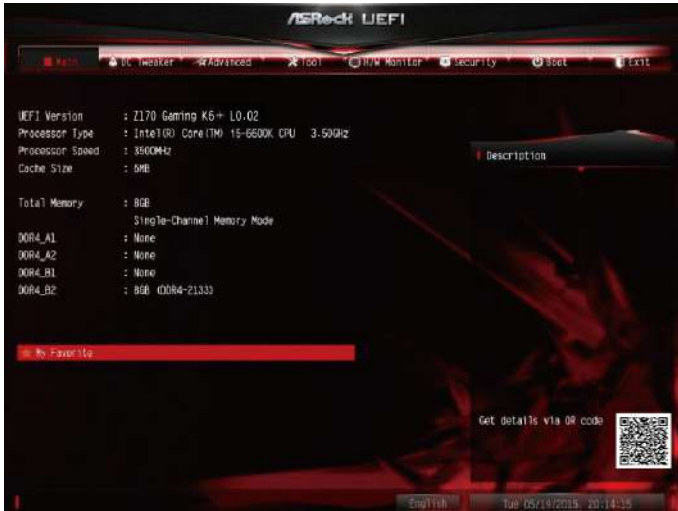 ASRock UEFI
Main OC Tweaker Advanced Tool H/W Monitor Security Boot Exit
UEFI Version : Z170 Gaming K6+ L0.02
Processor Type : Intel(R) Core(TM) i5-6600K CPU 3.50GHz
Processor Speed : 3500MHz
Cache Size : 6MB
Description
Total Memory : 8GB
Single-Channel Memory Mode
DDR4_A1 : None
DDR4_A2 : None
DDR4_B1 : None
DDR4_B2 : 8GB (DDR4-2133)
My Favorite
Get details via QR code
English Tue 05/19/2015, 20:14:35